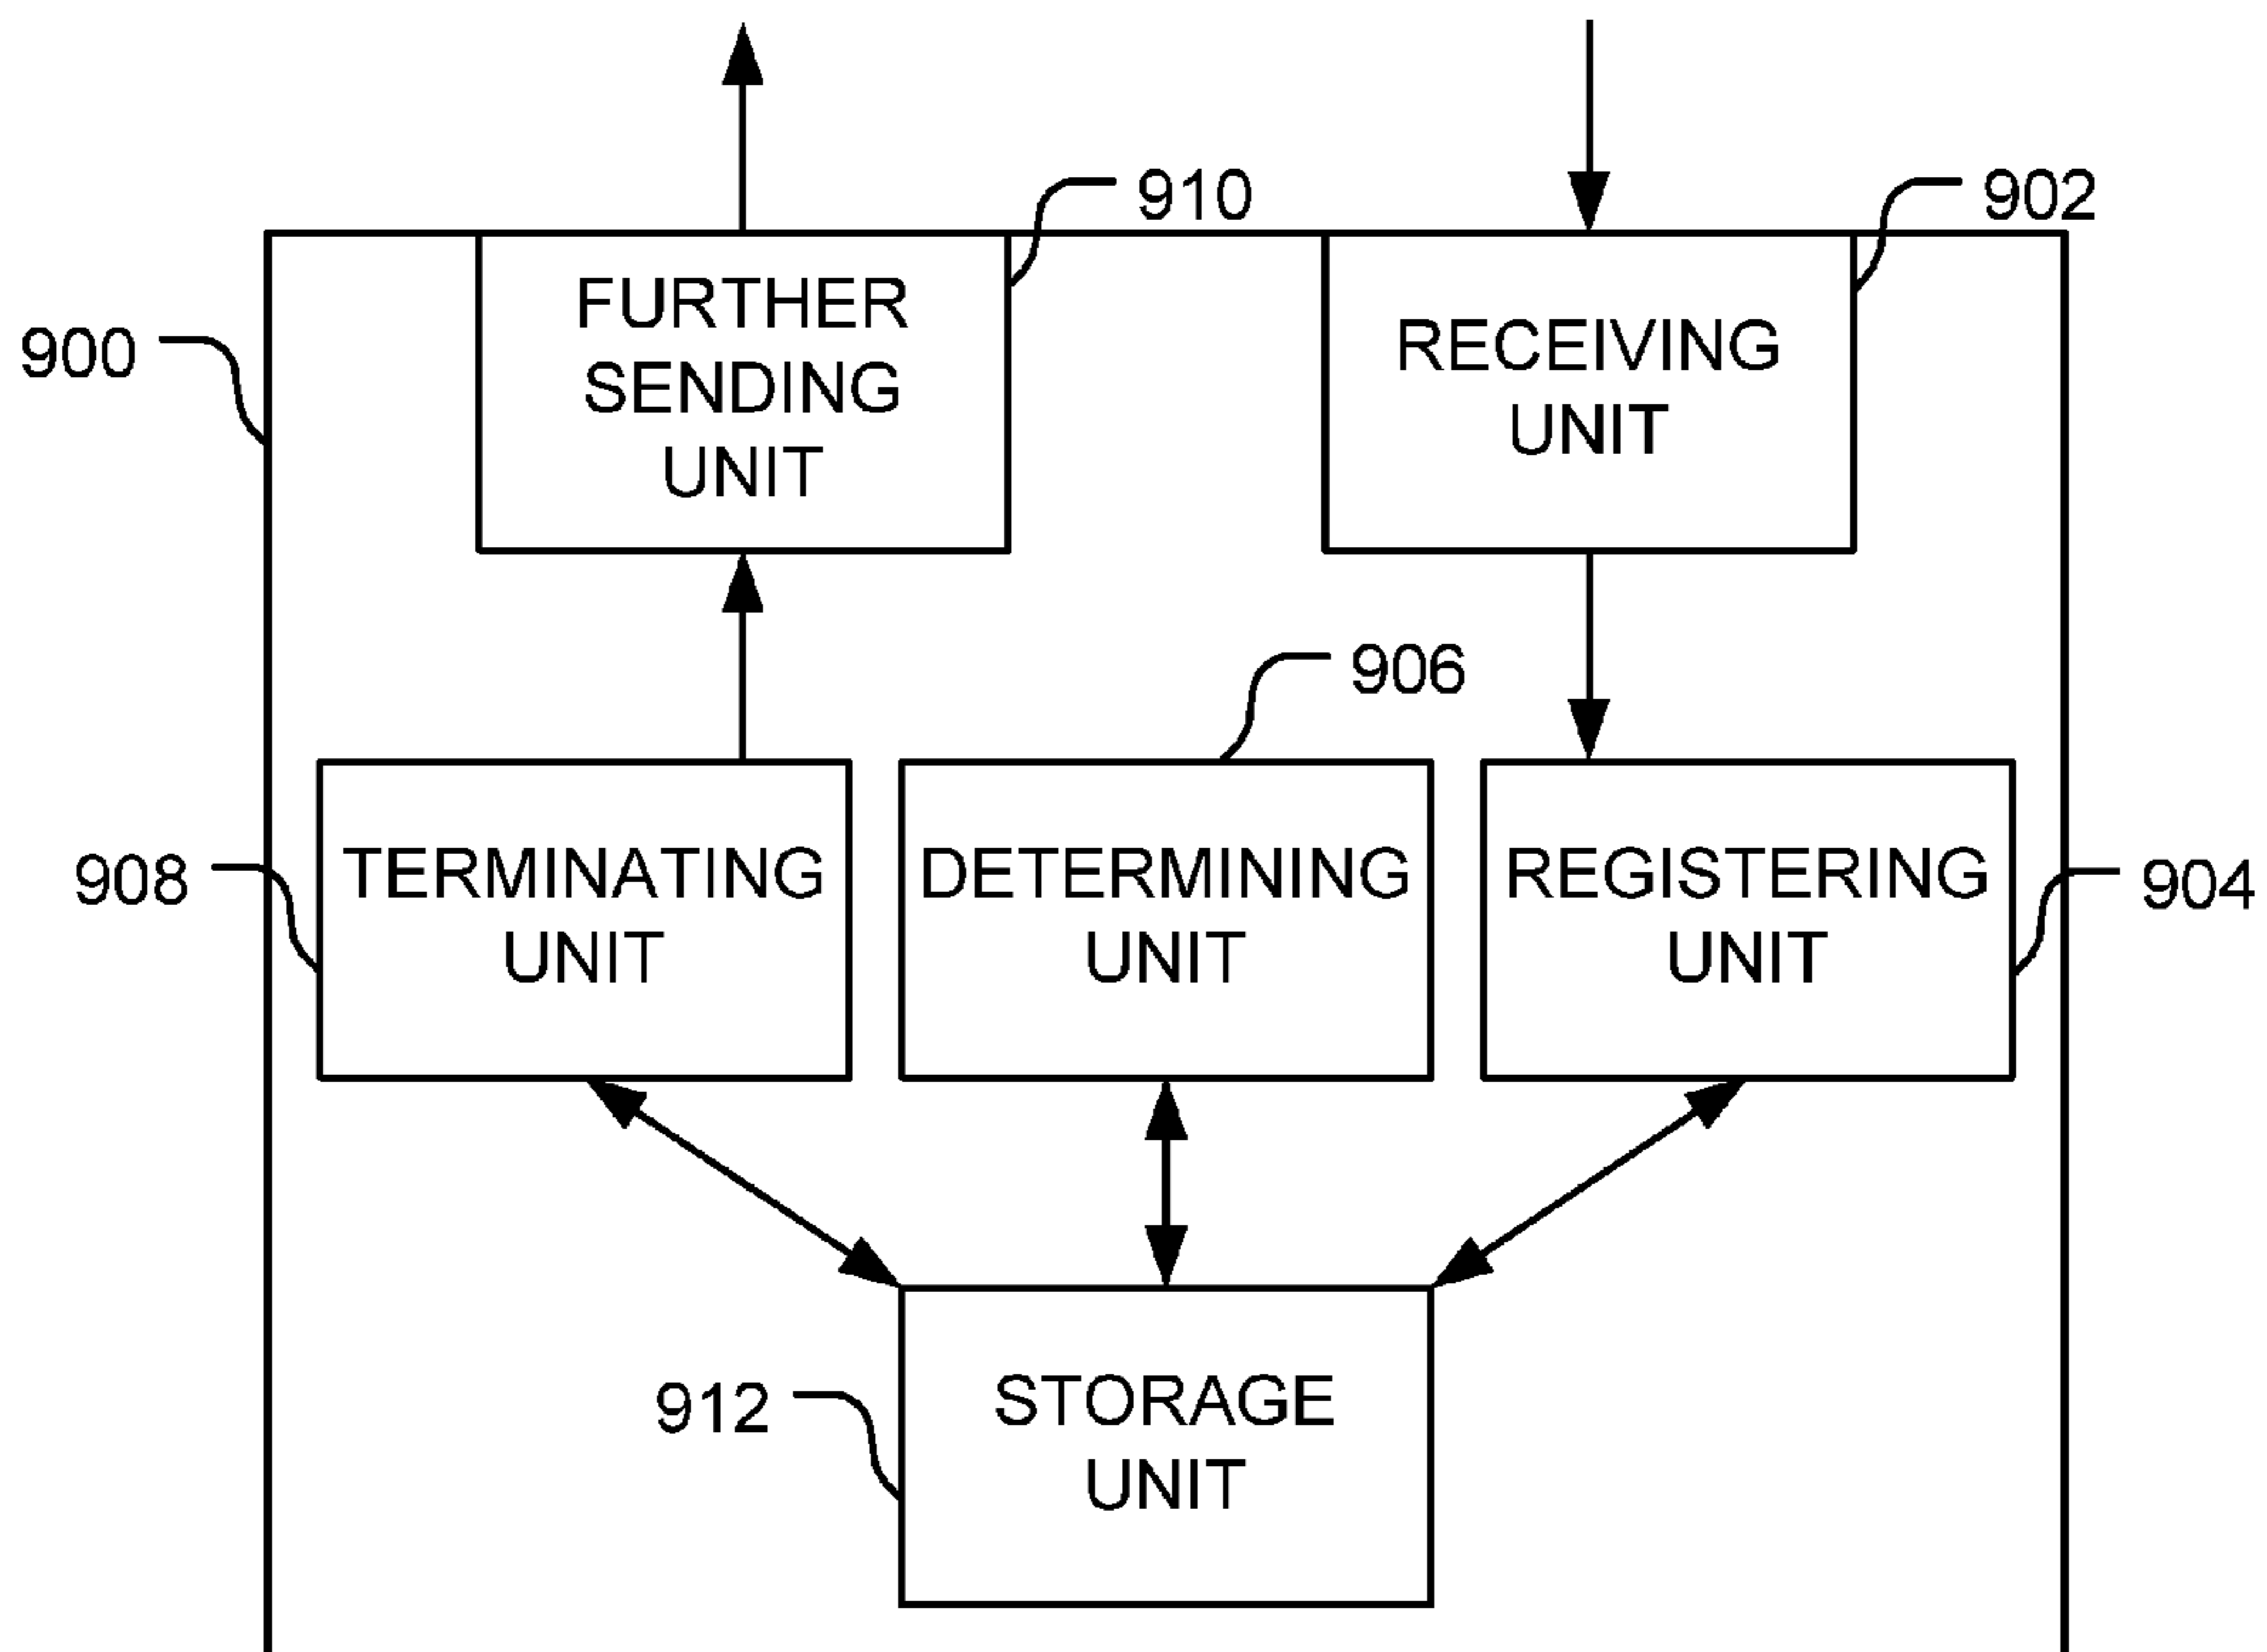 910
902
FURTHER
SENDING
UNIT
RECEIVING
UNIT
900
906
TERMINATING
UNIT
DETERMINING
UNIT
REGISTERING
UNIT
908
904
STORAGE
UNIT
912